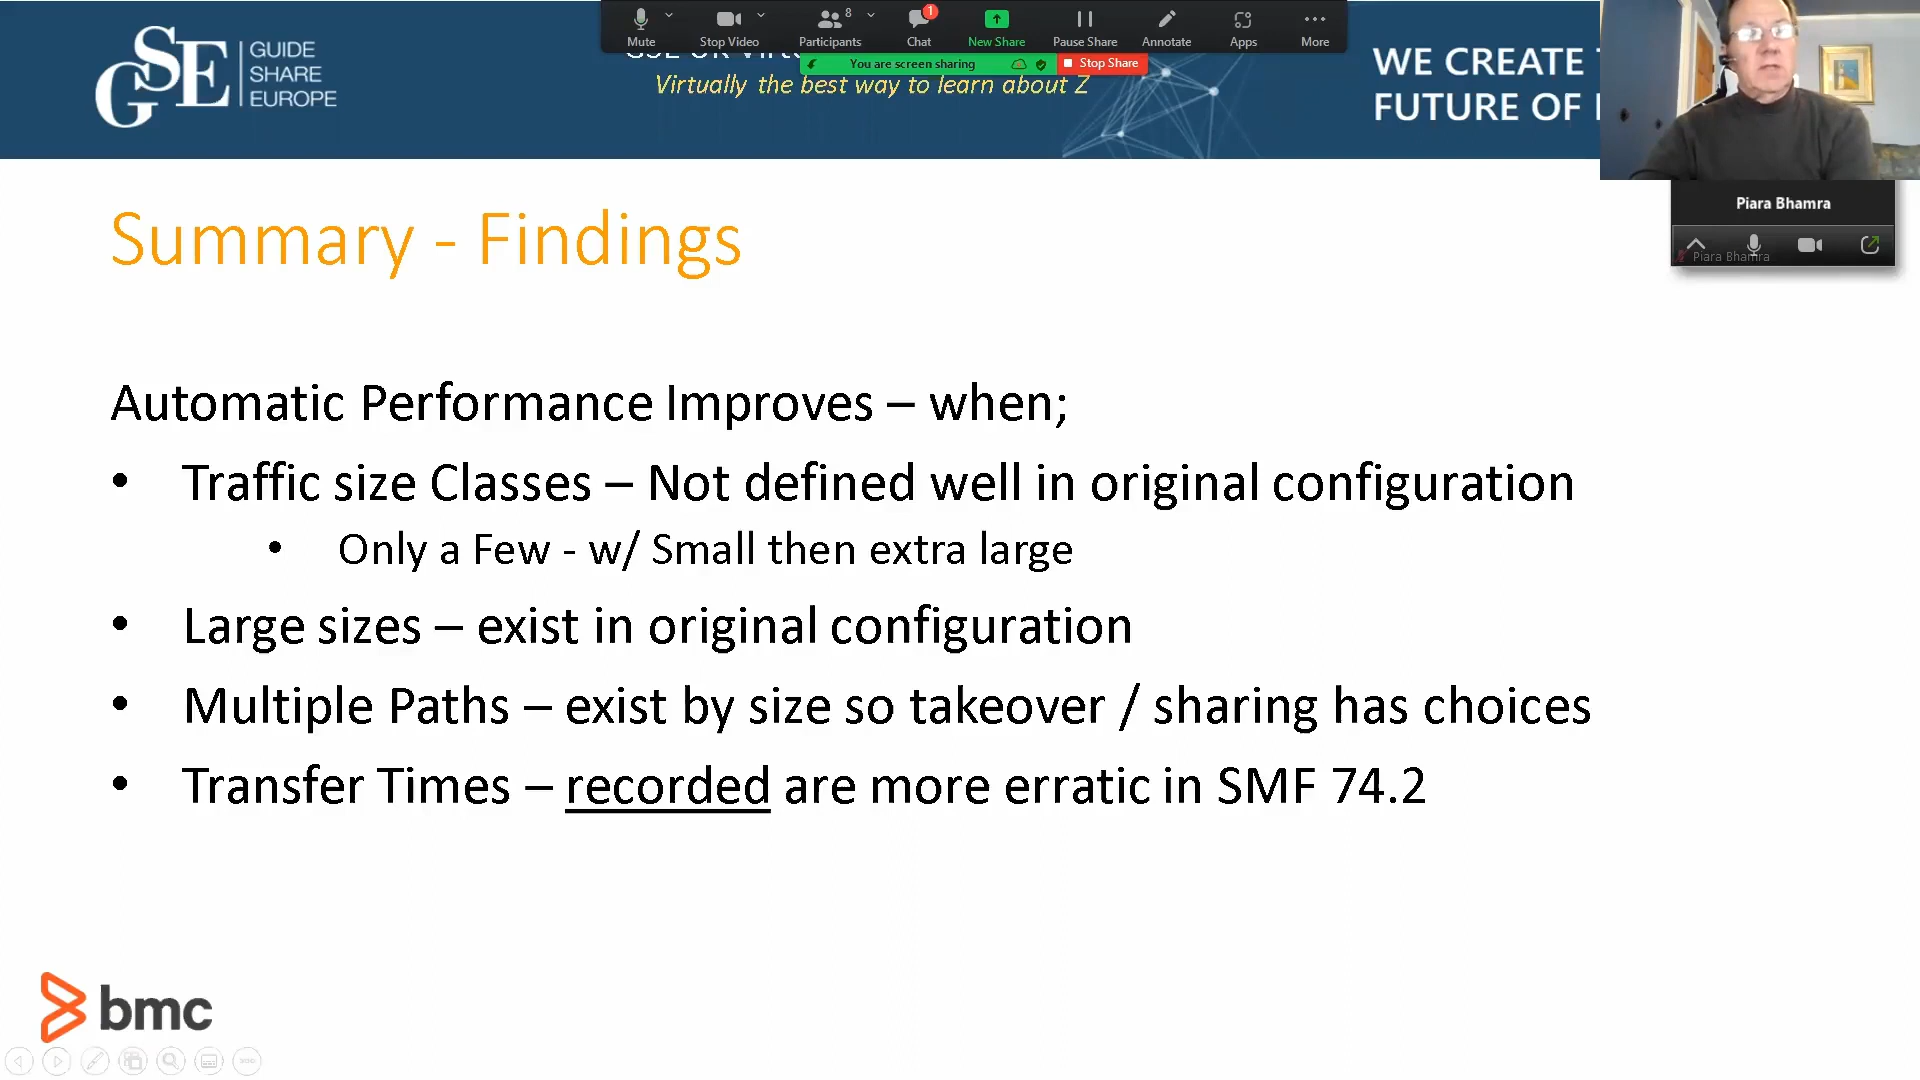 Mute
Stop Video
Participants
8
Chat
1
New Share
Pause Share
Annotate
Apps
More
You are screen sharing
Stop Share
GSE
GUIDE
SHARE
EUROPE
Virtually the best way to learn about Z
WE CREATE
FUTURE OF
Piara Bhamra
Piara Bhamra
Summary - Findings
Automatic Performance Improves – when;
• Traffic size Classes – Not defined well in original configuration
• Only a Few - w/ Small then extra large
• Large sizes – exist in original configuration
• Multiple Paths – exist by size so takeover / sharing has choices
• Transfer Times – recorded are more erratic in SMF 74.2
bmc